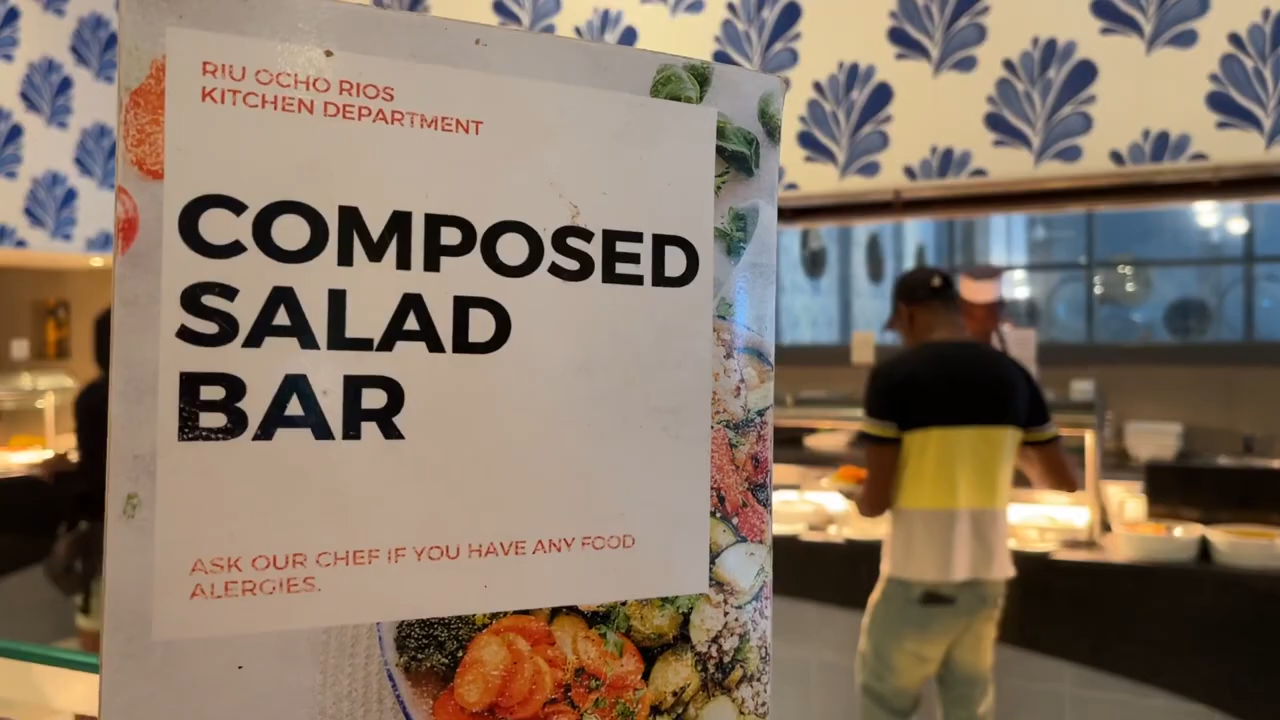 RIU OCHO RIOS
KITCHEN DEPARTMENT
COMPOSED
SALAD
BAR
ASK OUR CHEF IF YOU HAVE ANY FOOD
ALERGIES.